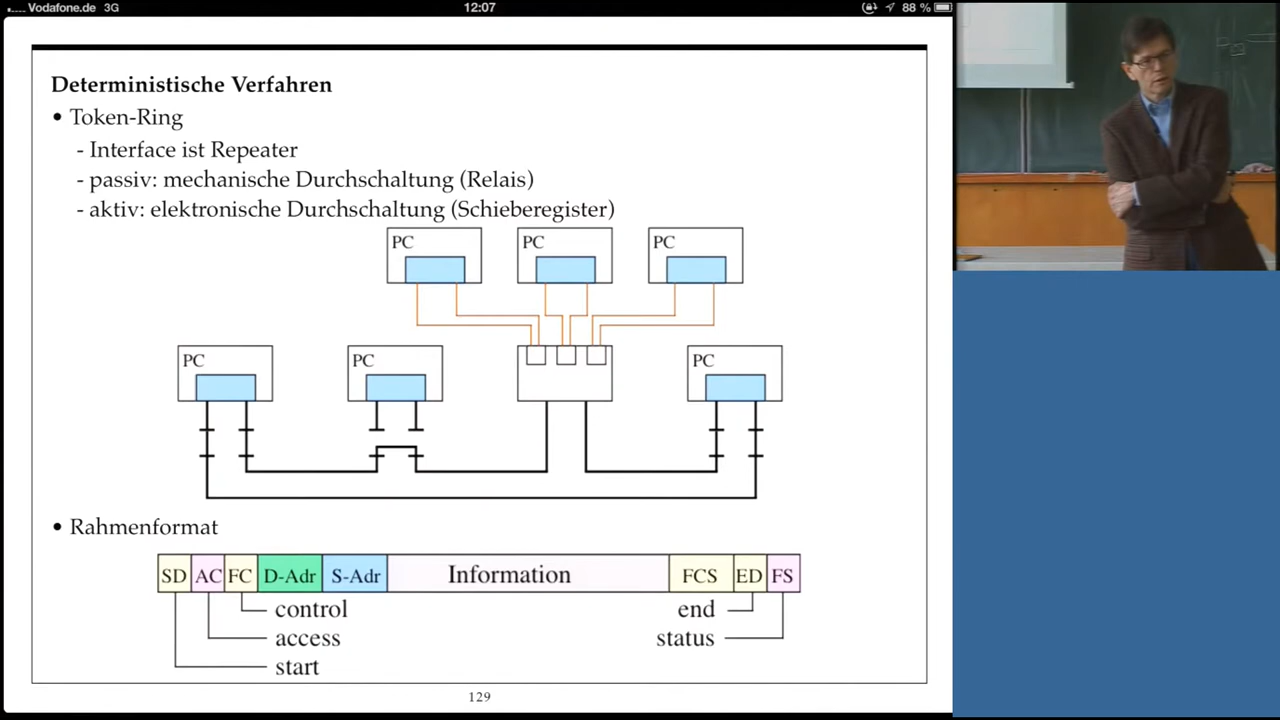 Vodafone.de 3G 12:07 88 %
Deterministische Verfahren
• Token-Ring
- Interface ist Repeater
- passiv: mechanische Durchschaltung (Relais)
- aktiv: elektronische Durchschaltung (Schieberegister)
PC PC PC
PC PC PC
• Rahmenformat
SD AC FC D-Adr S-Adr Information FCS ED FS
control end
access status
start
129